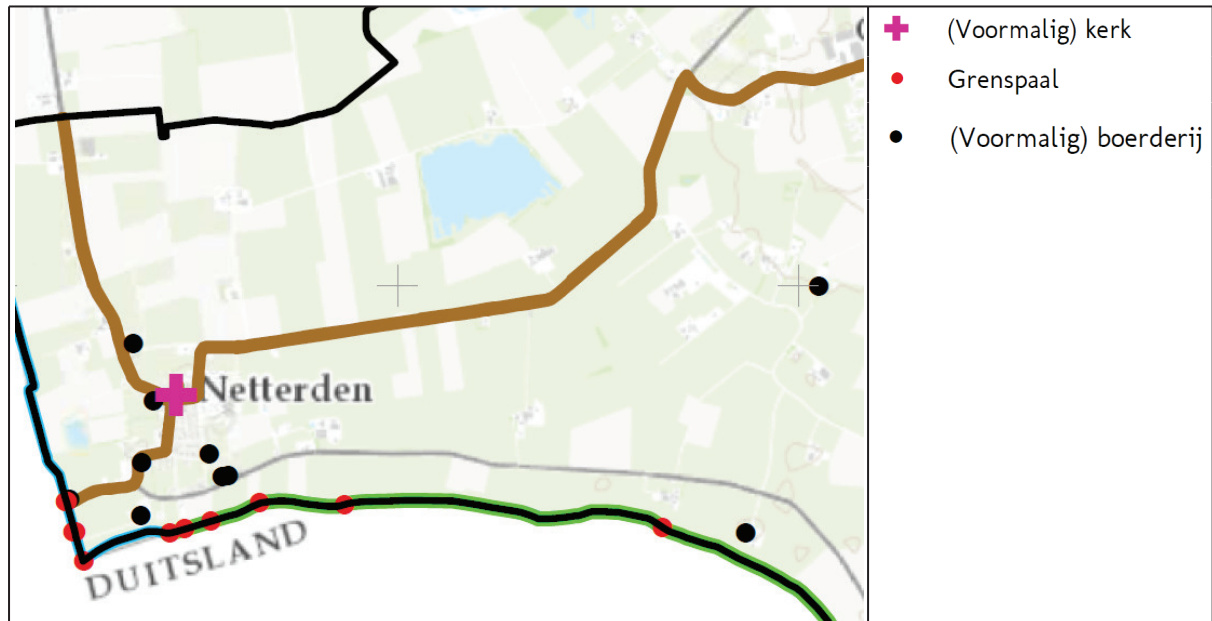 (Voormalig) kerk
Grenspaal
(Voormalig) boerderij
Netterden
DUITSLAND